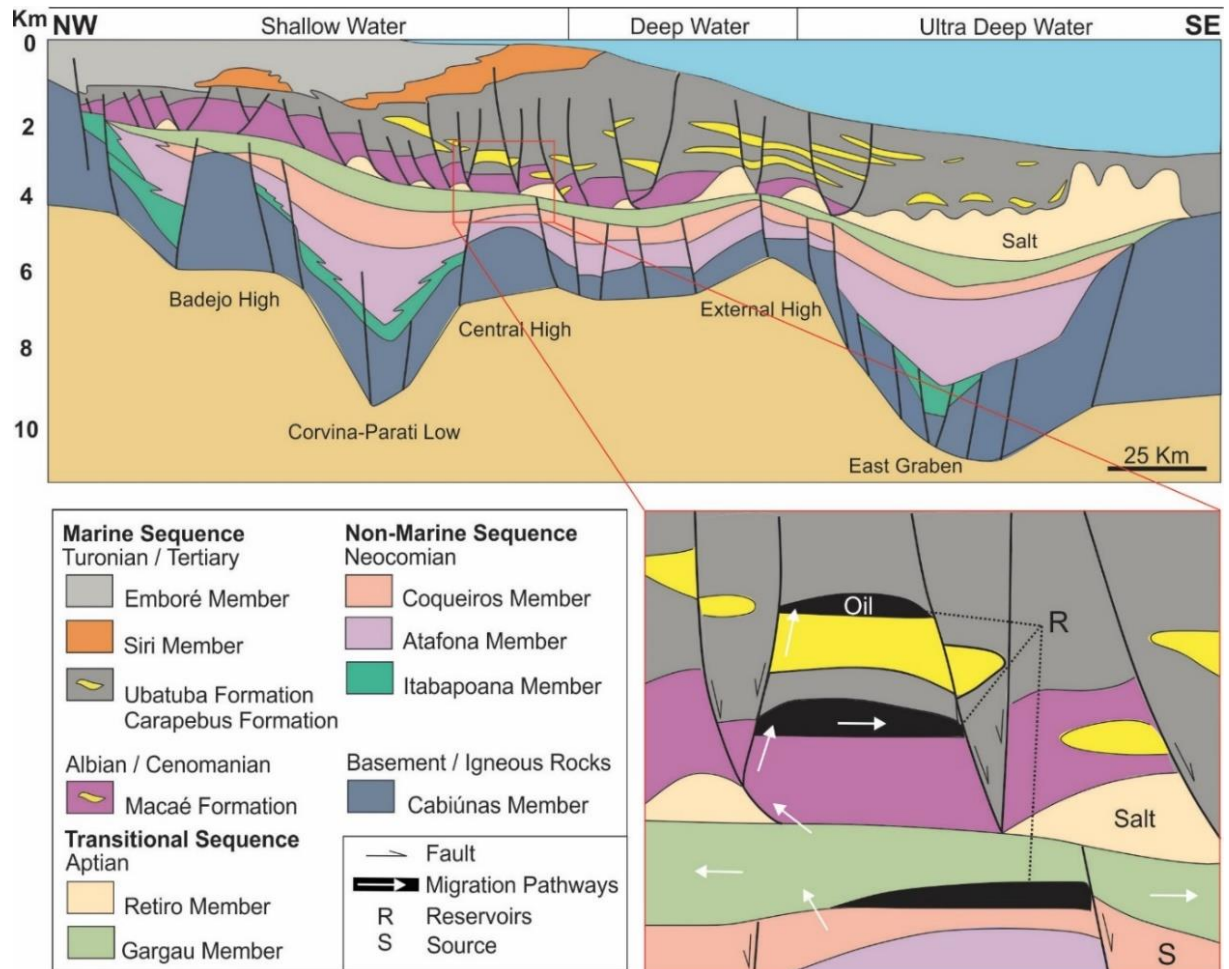 Km NW Shallow Water Deep Water Ultra Deep Water SE
0
2
4
6
8
10
Salt
Badejo High
Central High
External High
Corvina-Parati Low
East Graben
25 Km
Marine Sequence
Turonian / Tertiary
Emboré Member
Siri Member
Ubatuba Formation
Carapebus Formation
Albian / Cenomanian
Macaé Formation
Transitional Sequence
Aptian
Retiro Member
Gargau Member
Non-Marine Sequence
Neocomian
Coqueiros Member
Atafona Member
Itabapoana Member
Basement / Igneous Rocks
Cabiúnas Member
Fault
Migration Pathways
R Reservoirs
S Source
Oil
R
Salt
S